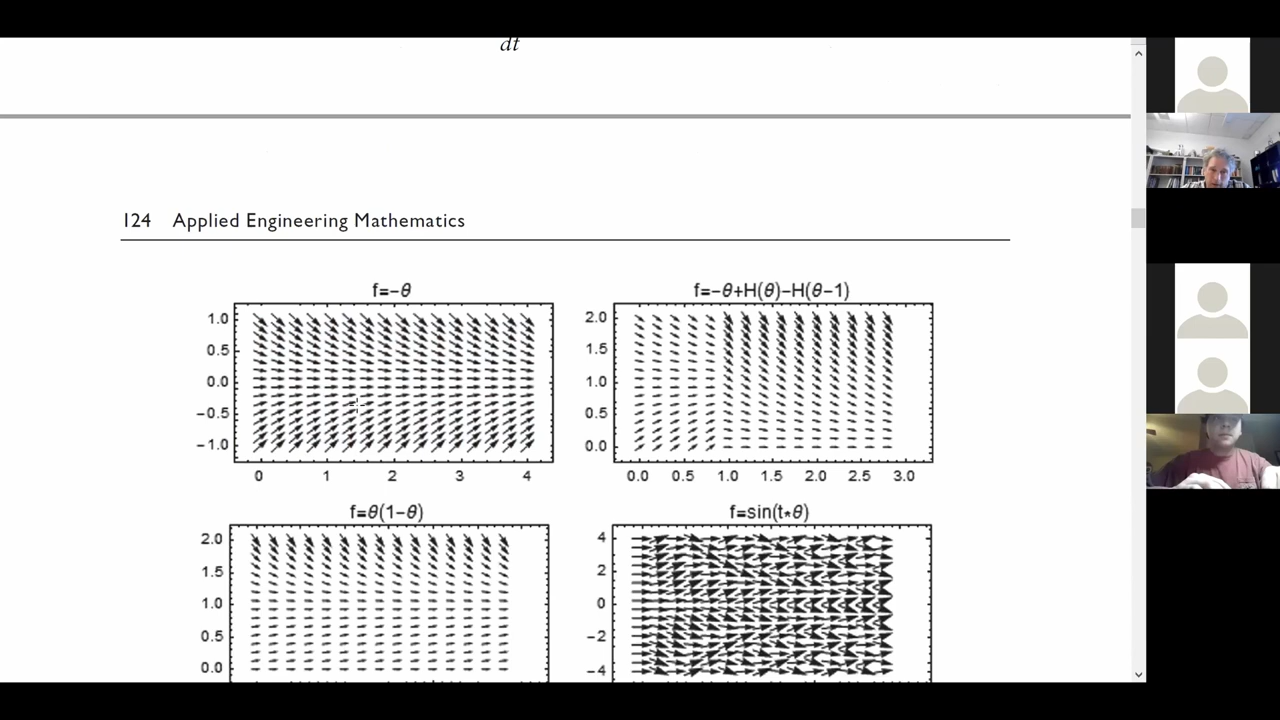 dt
124 Applied Engineering Mathematics
f=−θ
1.0
0.5
0.0
−0.5
−1.0
0 1 2 3 4
f=−θ+H(θ)−H(θ−1)
2.0
1.5
1.0
0.5
0.0
0.0 0.5 1.0 1.5 2.0 2.5 3.0
f=θ(1−θ)
2.0
1.5
1.0
0.5
0.0
f=sin(t*θ)
4
2
0
−2
−4